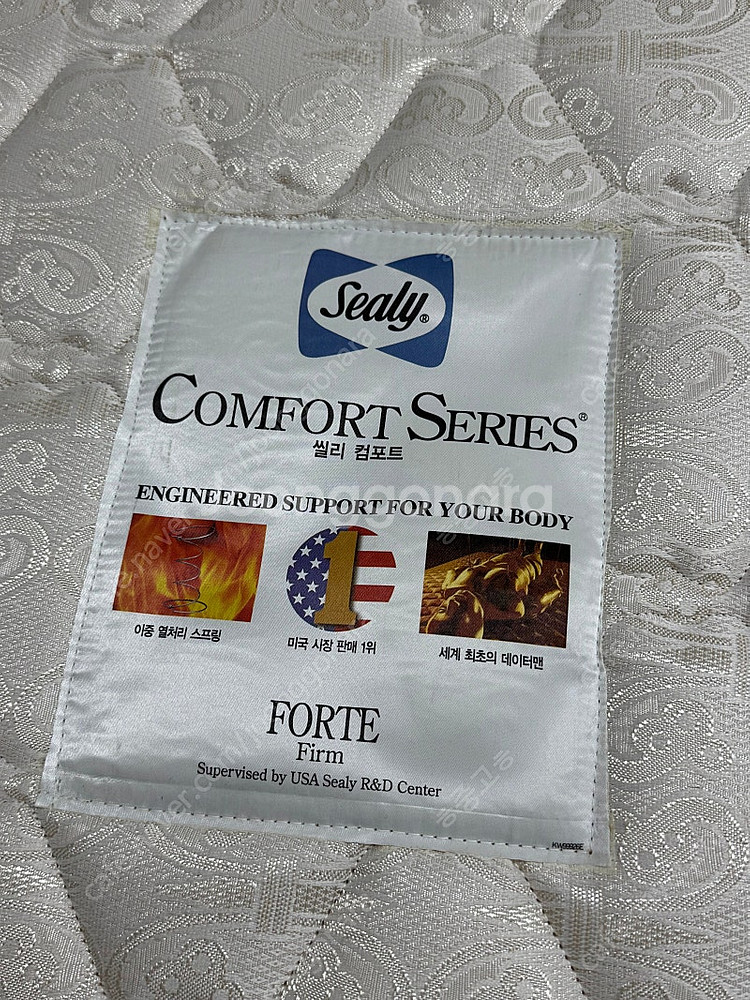 Sealy®
COMFORT SERIES®
씰리 컴포트
ENGINEERED SUPPORT FOR YOUR BODY
1
이중 열처리 스프링
미국 시장 판매 1위
세계 최초의 데이터맨
FORTE
Firm
Supervised by USA Sealy R&D Center